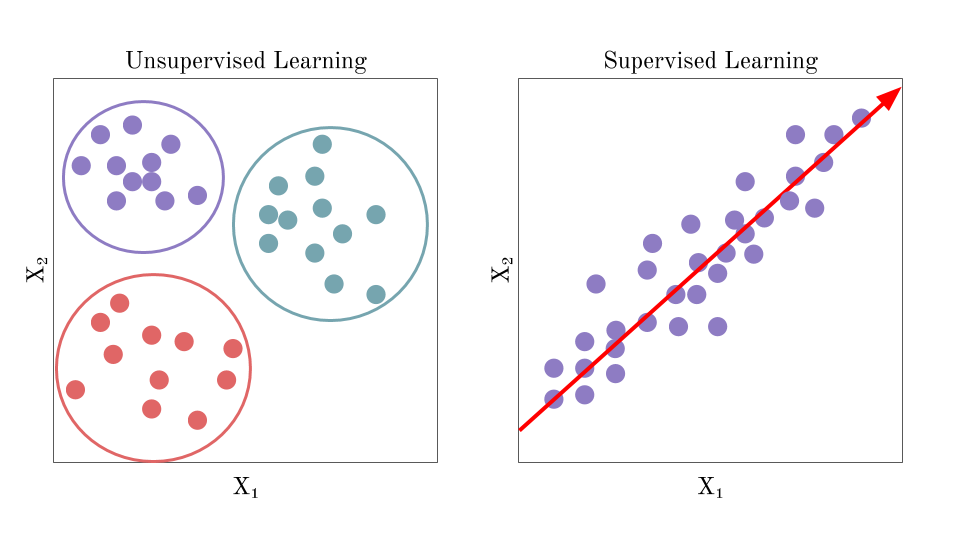 Unsupervised Learning
X₂
X₁
Supervised Learning
X₂
X₁